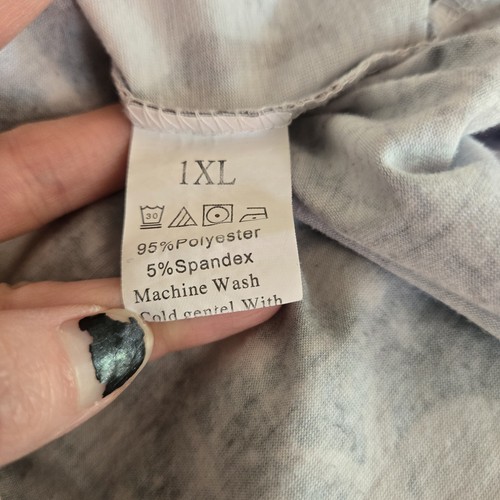 1XL
30
95%Polyester
5%Spandex
Machine Wash
Cold gentel With